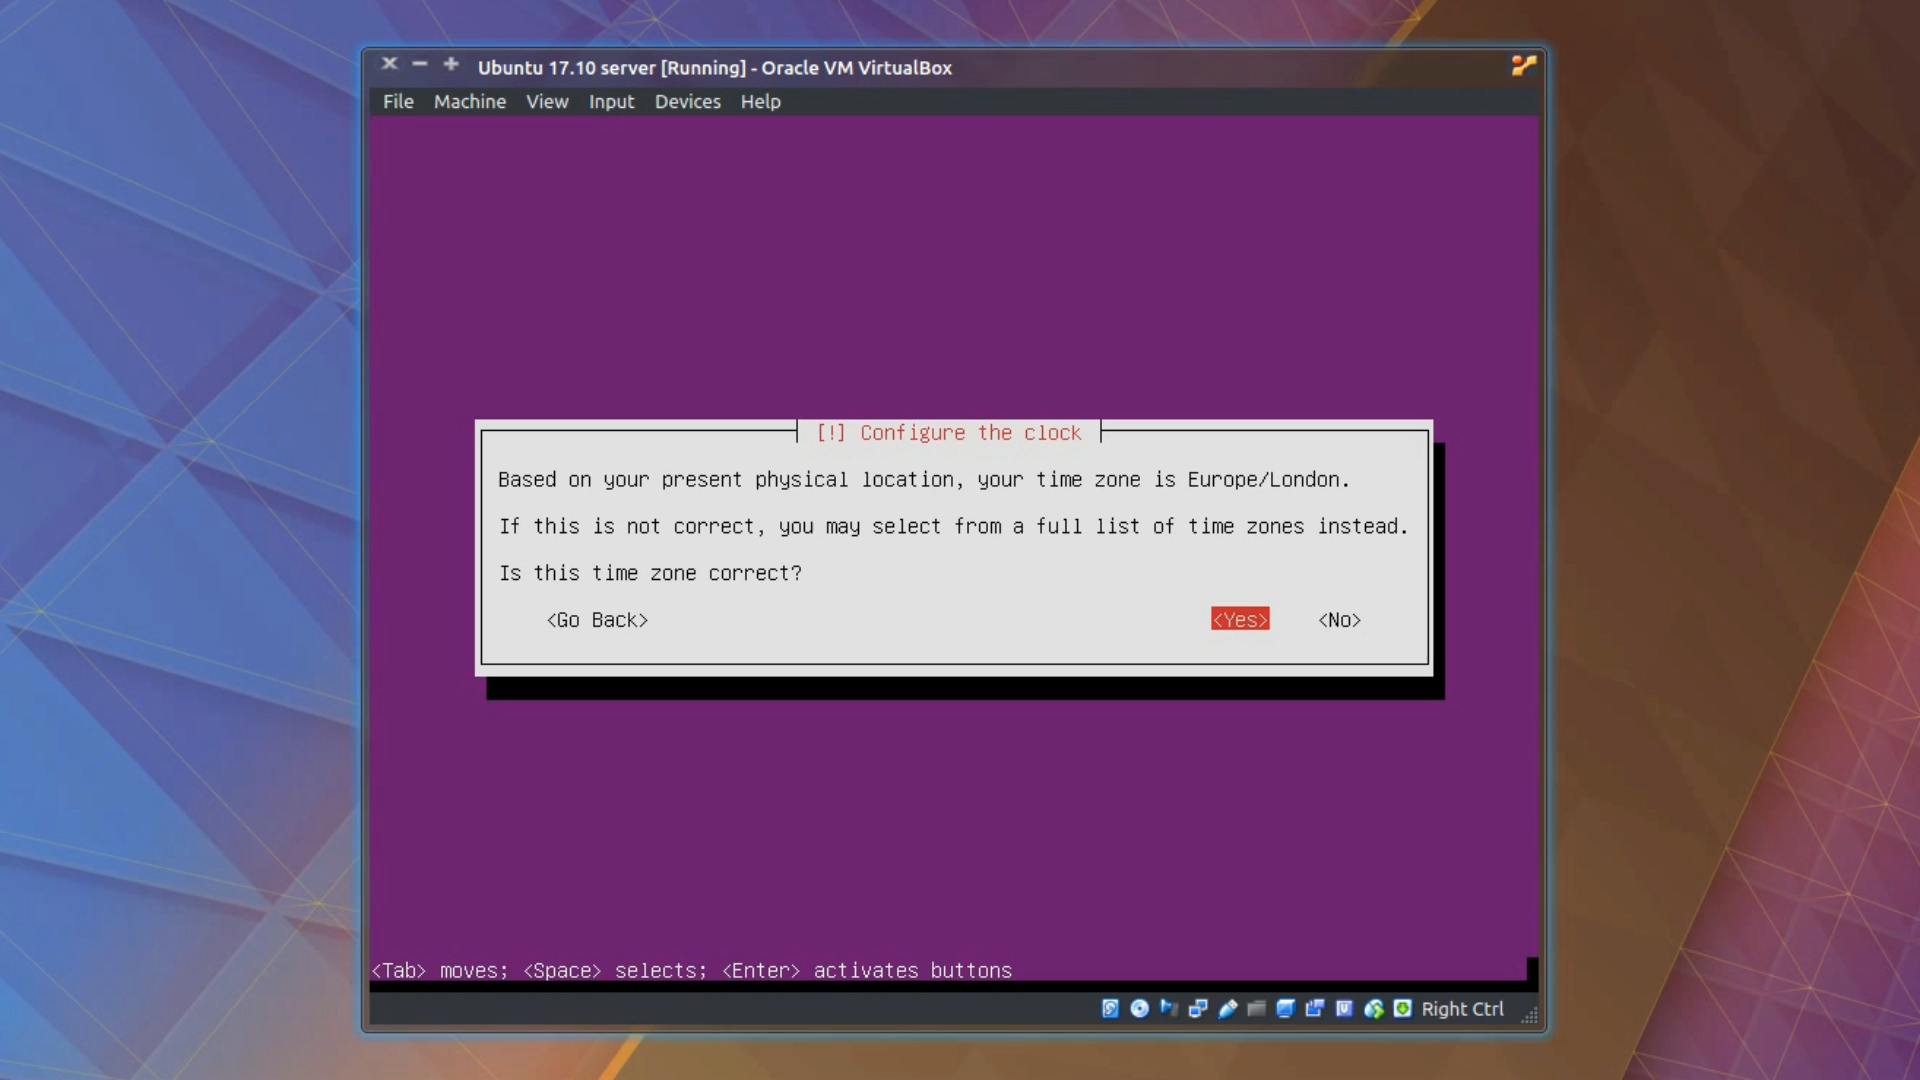 Ubuntu 17.10 server [Running] - Oracle VM VirtualBox
File Machine View Input Devices Help
[!] Configure the clock
Based on your present physical location, your time zone is Europe/London.
If this is not correct, you may select from a full list of time zones instead.
Is this time zone correct?
<Go Back> <Yes> <No>
<Tab> moves; <Space> selects; <Enter> activates buttons
Right Ctrl